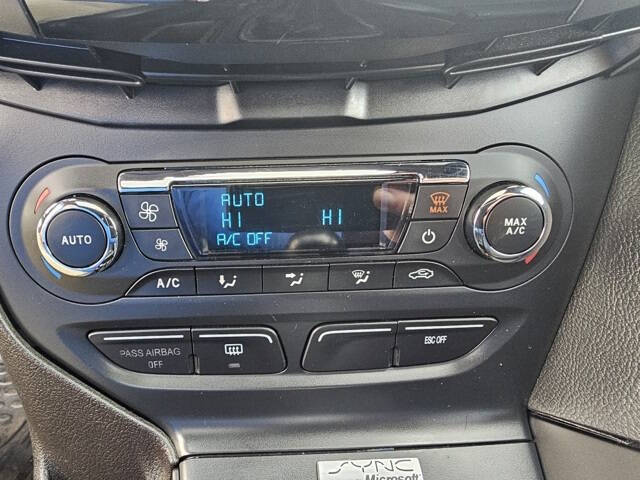 AUTO
HI HI
A/C OFF
MAX
AUTO
MAX
A/C
A/C
PASS AIRBAG
OFF
ESC OFF
SYNC
Microsoft